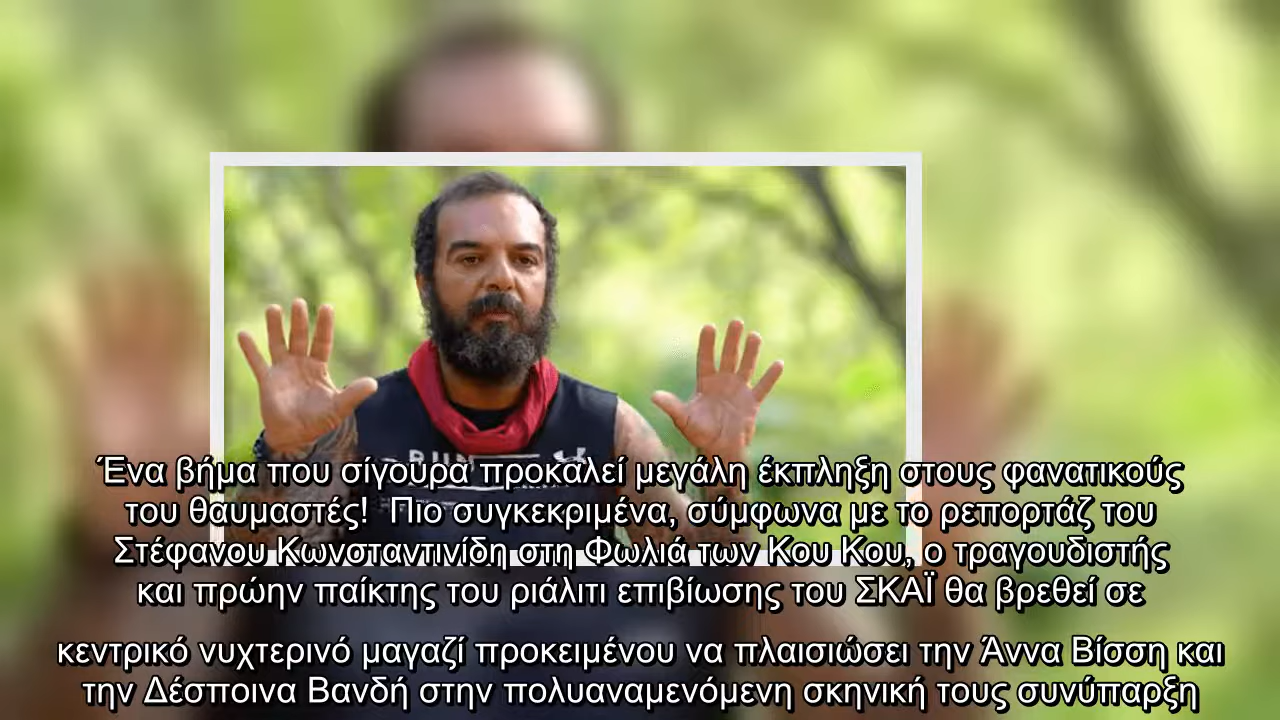 RUN
Ένα βήμα που σίγουρα προκαλεί μεγάλη έκπληξη στους φανατικούς
του θαυμαστές!  Πιο συγκεκριμένα, σύμφωνα με το ρεπορτάζ του
Στέφανου Κωνσταντινίδη στη Φωλιά των Κου Κου, ο τραγουδιστής
και πρώην παίκτης του ριάλιτι επιβίωσης του ΣΚΑΪ θα βρεθεί σε
κεντρικό νυχτερινό μαγαζί προκειμένου να πλαισιώσει την Άννα Βίσση και
την Δέσποινα Βανδή στην πολυαναμενόμενη σκηνική τους συνύπαρξη